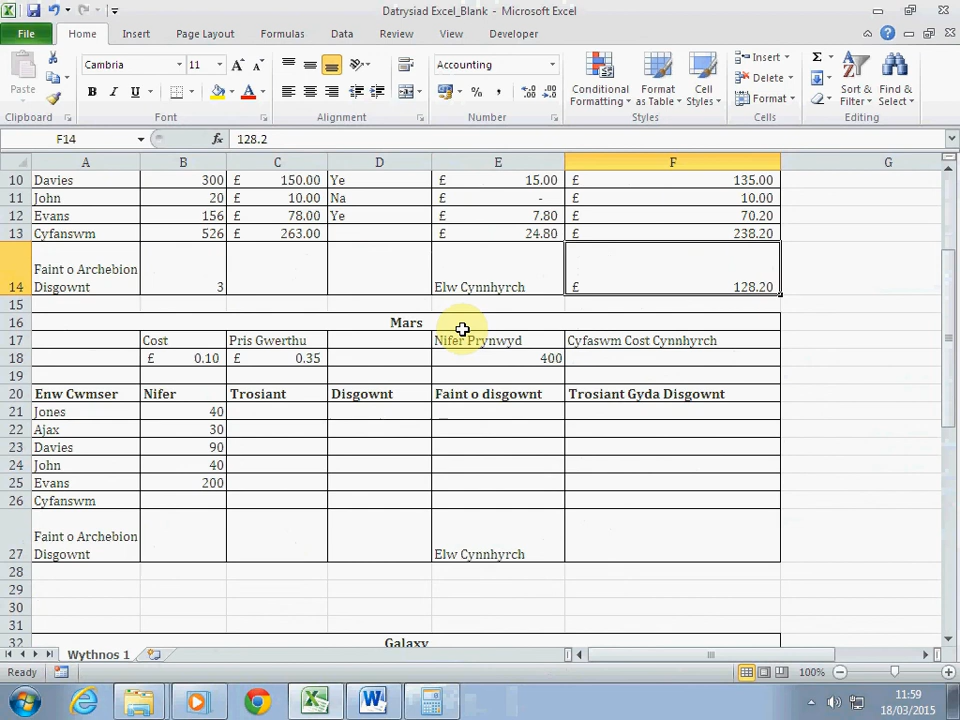 Datrysiad Excel_Blank - Microsoft Excel
File Home Insert Page Layout Formulas Data Review View Developer
Paste Cambria 11 Accounting Conditional Formatting Format as Table Cell Styles Insert Delete Format Sort & Filter Find & Select
Clipboard Font Alignment Number Styles Cells Editing
F14 fx 128.2
A B C D E F G
10 Davies 300 £ 150.00 Ye £ 15.00 £ 135.00
11 John 20 £ 10.00 Na £ - £ 10.00
12 Evans 156 £ 78.00 Ye £ 7.80 £ 70.20
13 Cyfanswm 526 £ 263.00 £ 24.80 £ 238.20
Faint o Archebion
14 Disgownt 3 Elw Cynnhyrch £ 128.20
15
16 Mars
17 Cost Pris Gwerthu Nifer Prynwyd Cyfaswm Cost Cynnhyrch
18 £ 0.10 £ 0.35 400
19
20 Enw Cwmser Nifer Trosiant Disgownt Faint o disgownt Trosiant Gyda Disgownt
21 Jones 40
22 Ajax 30
23 Davies 90
24 John 40
25 Evans 200
26 Cyfanswm
Faint o Archebion
27 Disgownt Elw Cynnhyrch
28
29
30
31
32 Galaxy
Wythnos 1
Ready 100%
11:59
18/03/2015